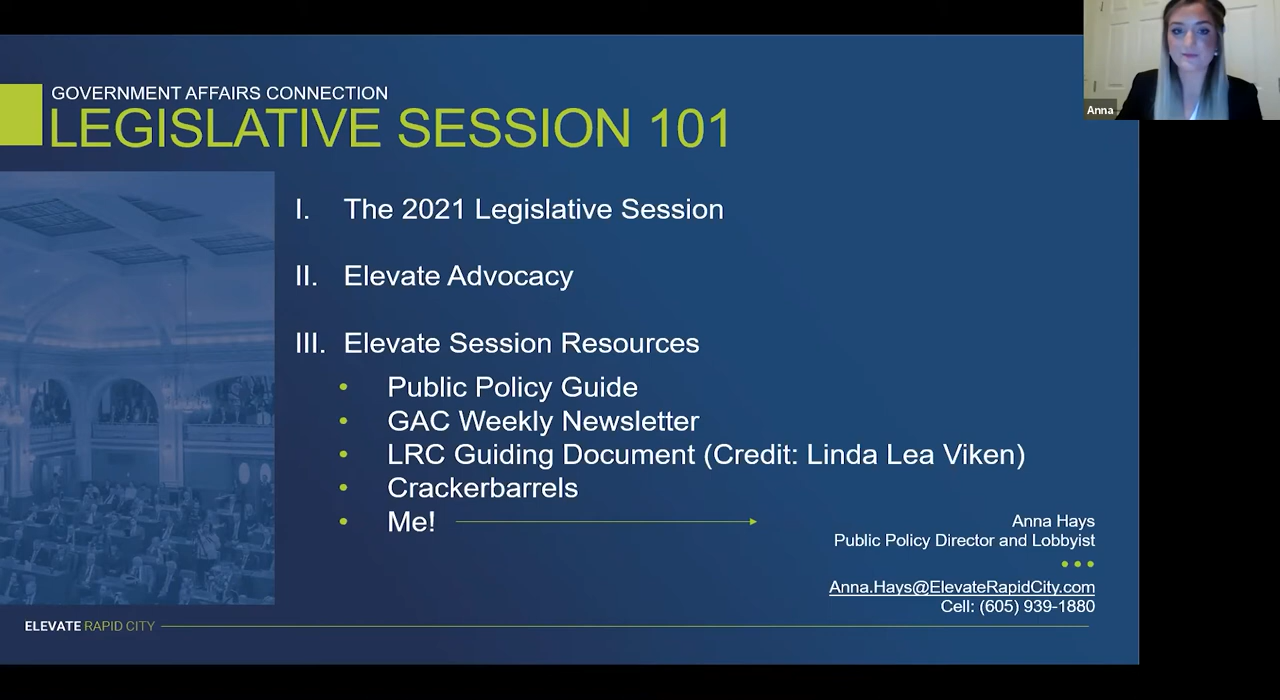 GOVERNMENT AFFAIRS CONNECTION
LEGISLATIVE SESSION 101
I. The 2021 Legislative Session
II. Elevate Advocacy
III. Elevate Session Resources
• Public Policy Guide
• GAC Weekly Newsletter
• LRC Guiding Document (Credit: Linda Lea Viken)
• Crackerbarrels
• Me!
Anna Hays
Public Policy Director and Lobbyist
Anna.Hays@ElevateRapidCity.com
Cell: (605) 939-1880
ELEVATE RAPID CITY
Anna